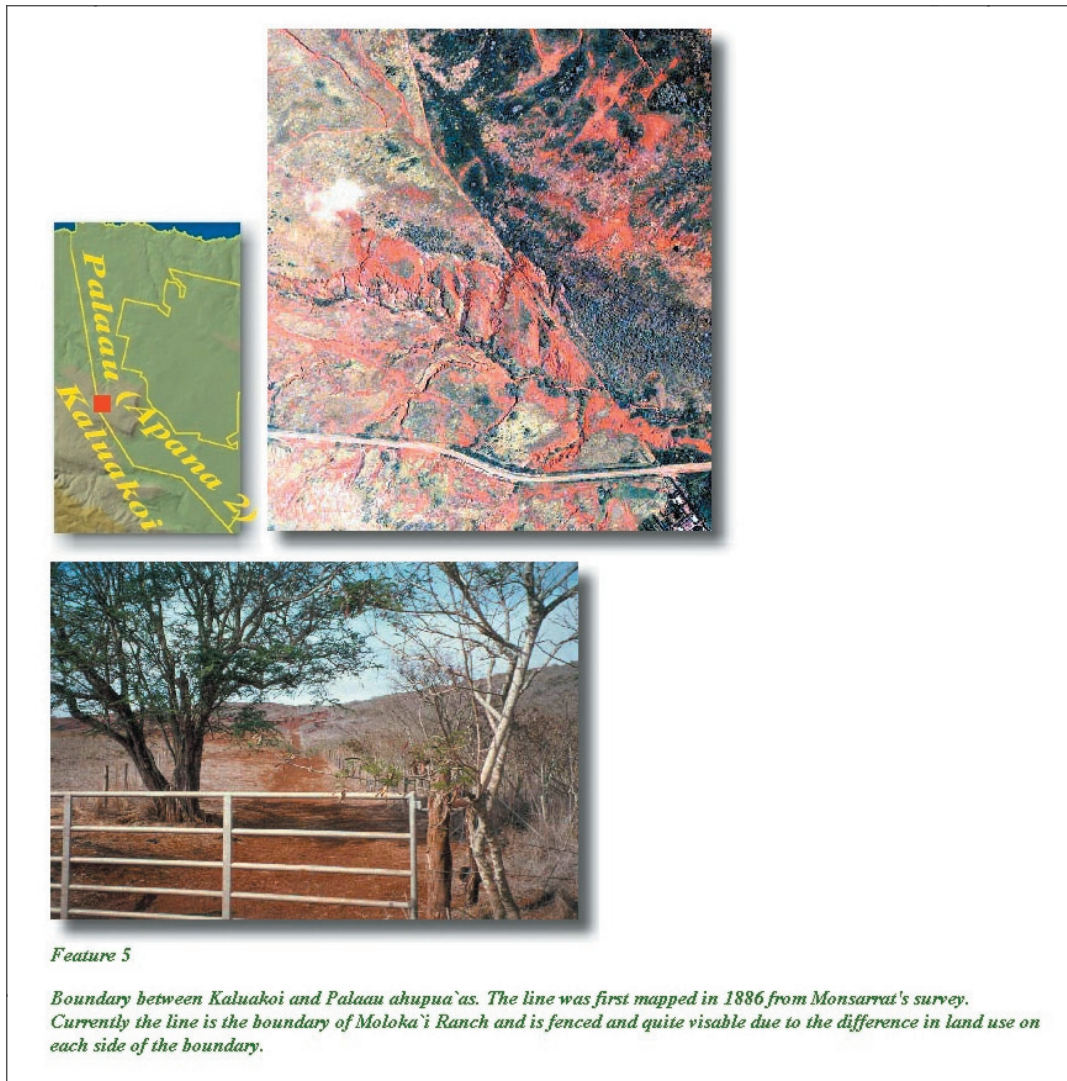 Palaau (Apana 2)
Kaluakoi
Feature 5
Boundary between Kaluakoi and Palaau ahupua`as. The line was first mapped in 1886 from Monsarrat's survey.
Currently the line is the boundary of Moloka`i Ranch and is fenced and quite visable due to the difference in land use on
each side of the boundary.